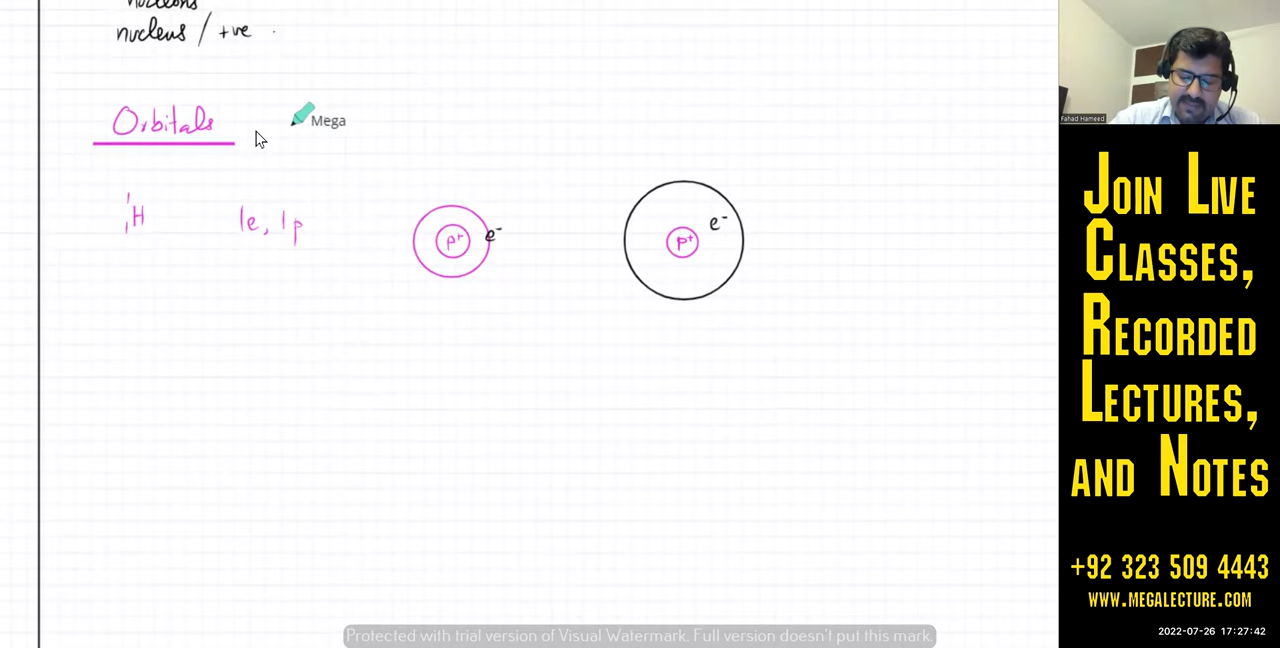 nucleons
nucleus / +ve
Orbitals
Mega
1
1H 1e, 1p
p+ e-
p+ e-
Fahad Hameed
JOIN LIVE
CLASSES,
RECORDED
LECTURES,
AND NOTES
+92 323 509 4443
WWW.MEGALECTURE.COM
2022-07-26 17:27:42
Protected with trial version of Visual Watermark. Full version doesn't put this mark.